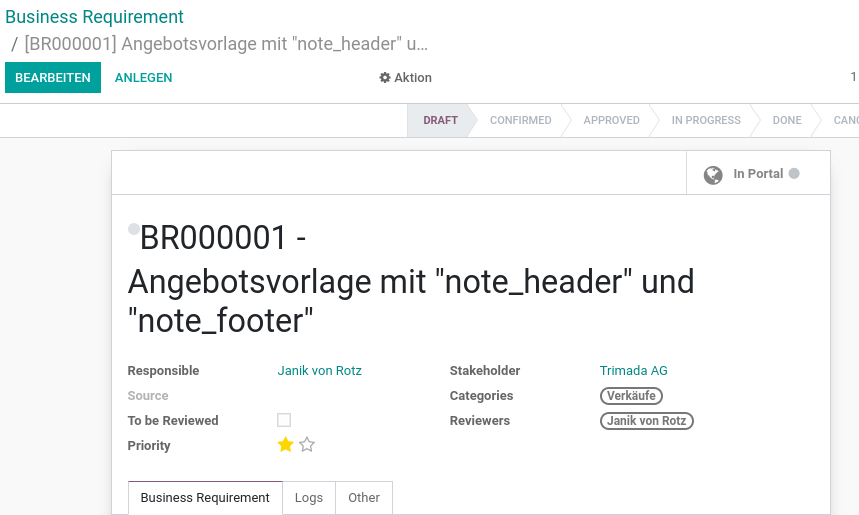 Business Requirement
/ [BR000001] Angebotsvorlage mit "note_header" u...
BEARBEITEN ANLEGEN Aktion 1
DRAFT CONFIRMED APPROVED IN PROGRESS DONE CANC
In Portal
BR000001 -
Angebotsvorlage mit "note_header" und
"note_footer"
Responsible Janik von Rotz Stakeholder Trimada AG
Source Categories Verkäufe
To be Reviewed Reviewers Janik von Rotz
Priority
Business Requirement Logs Other